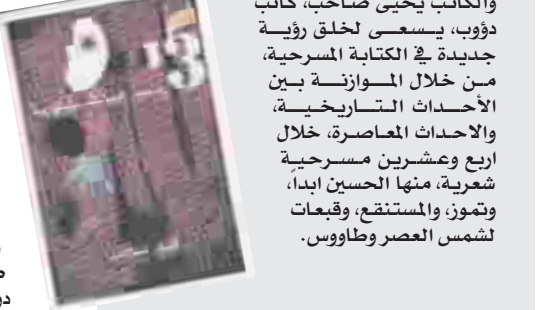 والكاتب يحيى صاحب، كاتب
دؤوب، يسعى لخلق رؤية
جديدة في الكتابة المسرحية،
من خلال الموازنة بين
الأحداث التاريخية،
والاحداث المعاصرة، خلال
اربع وعشرين مسرحية
شعرية، منها الحسين ابداً،
وتموز، والمستنقع، وقبعات
لشمس العصر وطاووس.